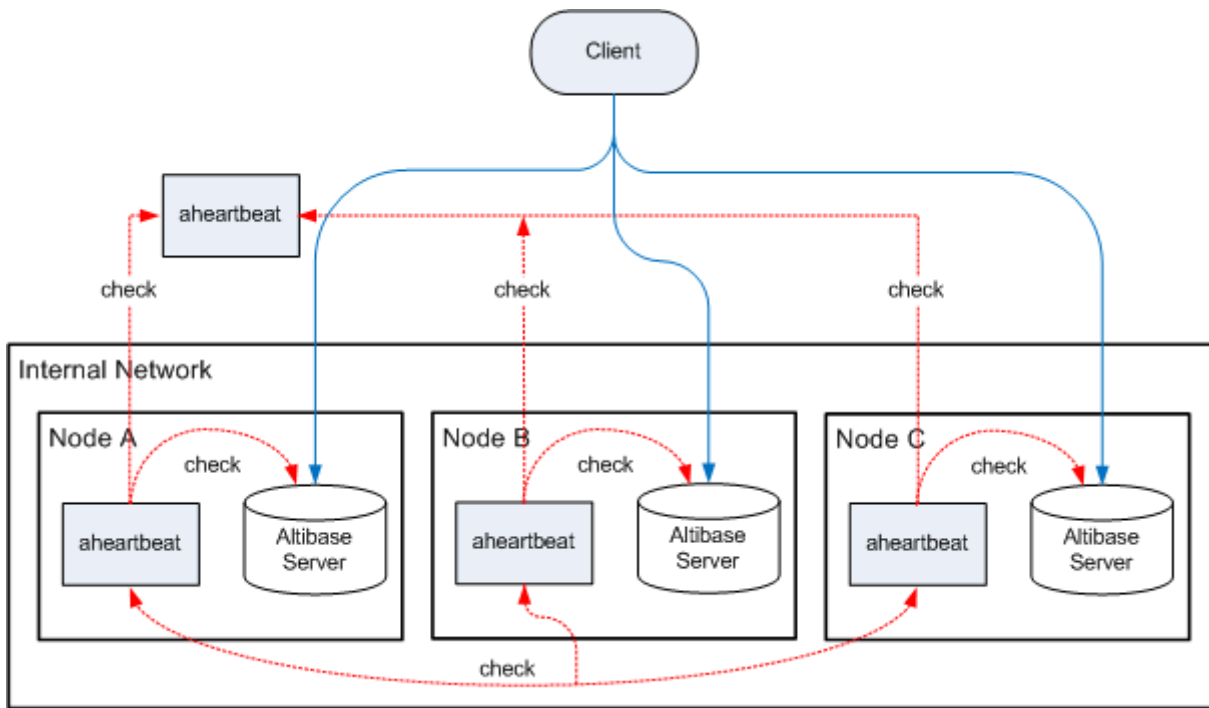 Client
aheartbeat
check
check
check
Internal Network
Node A
Node B
Node C
check
check
check
aheartbeat
Altibase
Server
aheartbeat
Altibase
Server
aheartbeat
Altibase
Server
check